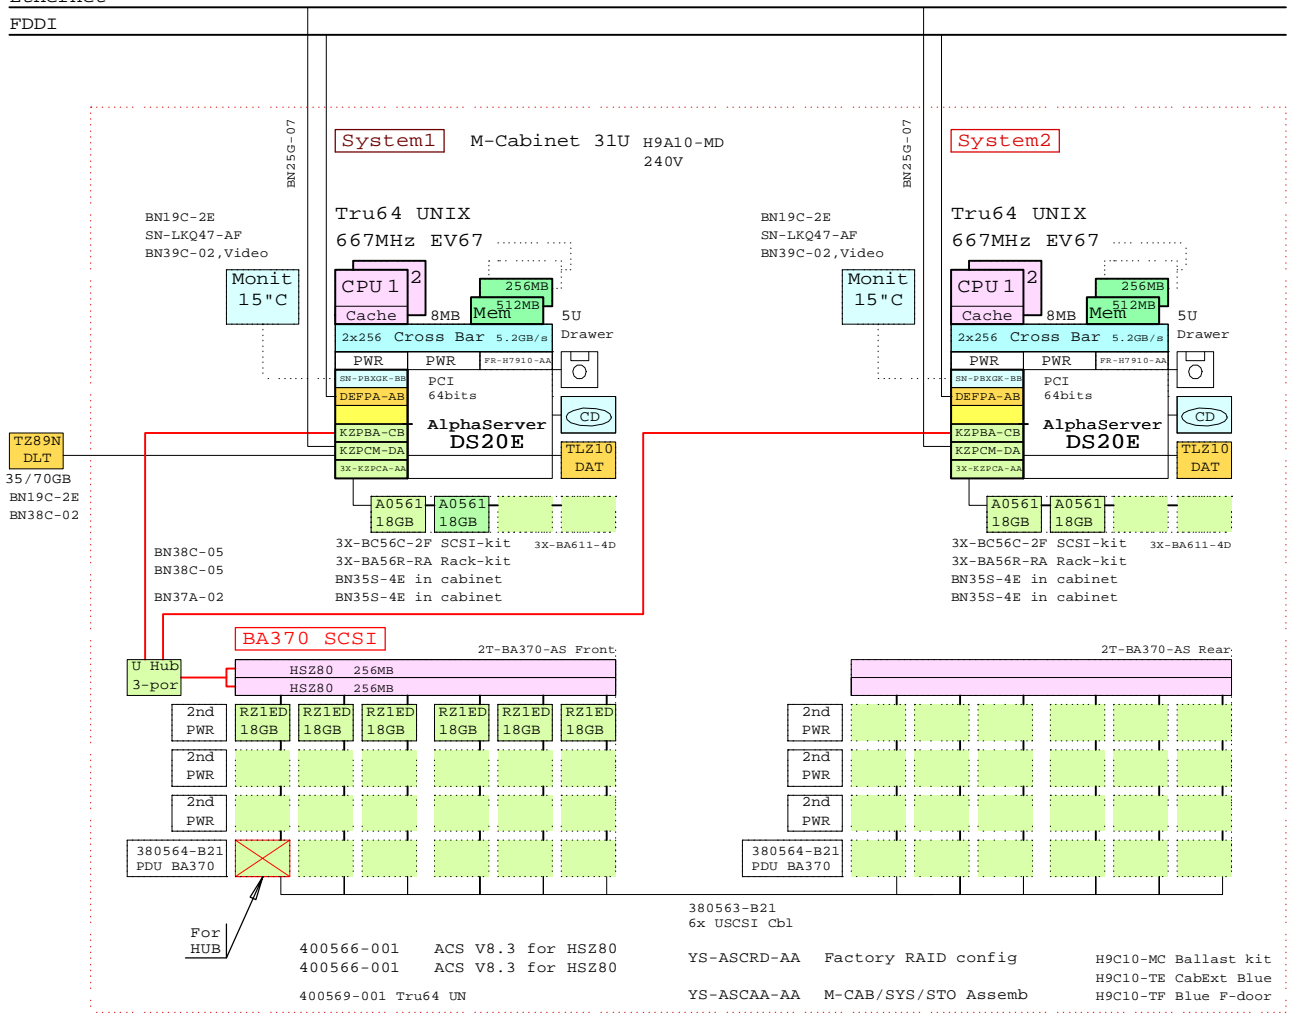 Ethernet
FDDI
BN25G-07
System1
M-Cabinet 31U H9A10-MD
240V
BN25G-07
System2
BN19C-2E
SN-LKQ47-AF
BN39C-02,Video
Tru64 UNIX
667MHz EV67
Monit
15"C
CPU 1
2
Cache
8MB
256MB
512MB
Mem
5U
Drawer
2x256 Cross Bar 5.2GB/s
PWR
PWR
FR-H7910-AA
SN-PBXGK-BB
PCI
64bits
DEFPA-AB
AlphaServer
DS20E
CD
KZPBA-CB
KZPCM-DA
3X-KZPCA-AA
TLZ10
DAT
TZ89N
DLT
35/70GB
BN19C-2E
BN38C-02
A0561
18GB
A0561
18GB
3X-BC56C-2F SCSI-kit
3X-BA611-4D
3X-BA56R-RA Rack-kit
BN35S-4E in cabinet
BN35S-4E in cabinet
BN19C-2E
SN-LKQ47-AF
BN39C-02,Video
Tru64 UNIX
667MHz EV67
Monit
15"C
CPU 1
2
Cache
8MB
256MB
512MB
Mem
5U
Drawer
2x256 Cross Bar 5.2GB/s
PWR
PWR
FR-H7910-AA
SN-PBXGK-BB
PCI
64bits
DEFPA-AB
AlphaServer
DS20E
CD
KZPBA-CB
KZPCM-DA
3X-KZPCA-AA
TLZ10
DAT
A0561
18GB
A0561
18GB
3X-BC56C-2F SCSI-kit
3X-BA611-4D
3X-BA56R-RA Rack-kit
BN35S-4E in cabinet
BN35S-4E in cabinet
BN38C-05
BN38C-05
BN37A-02
BA370 SCSI
2T-BA370-AS Front
U Hub
3-por
HSZ80 256MB
HSZ80 256MB
2nd
PWR
RZ1ED
18GB
RZ1ED
18GB
RZ1ED
18GB
RZ1ED
18GB
RZ1ED
18GB
RZ1ED
18GB
2nd
PWR
2nd
PWR
380564-B21
PDU BA370
For
HUB
2T-BA370-AS Rear
2nd
PWR
2nd
PWR
2nd
PWR
380564-B21
PDU BA370
380563-B21
6x USCSI Cbl
400566-001 ACS V8.3 for HSZ80
400566-001 ACS V8.3 for HSZ80
400569-001 Tru64 UN
YS-ASCRD-AA Factory RAID config
YS-ASCAA-AA M-CAB/SYS/STO Assemb
H9C10-MC Ballast kit
H9C10-TE CabExt Blue
H9C10-TF Blue F-door